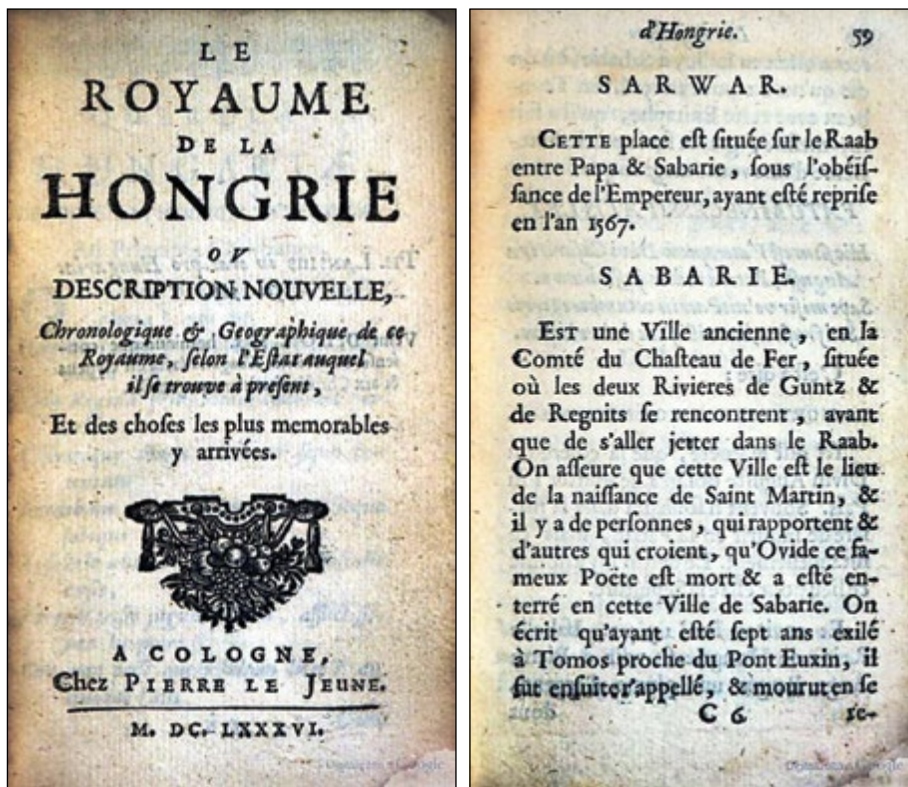 LE
ROYAUME
DE LA
HONGRIE
OV
DESCRIPTION NOUVELLE,
Chronologique & Geographique de ce
Royaume, ſelon l'Eſtat auquel
il ſe trouve à preſent,
Et des choſes les plus memorables
y arrivées.
A COLOGNE,
Chez PIERRE LE JEUNE.
M. DC. LXXXVI.
d'Hongrie. 59
SARWAR.
CETTE place eſt ſituée ſur le Raab
entre Papa & Sabarie, ſous l'obéiſ-
ſance de l'Empereur, ayant eſté repriſe
en l'an 1567.
SABARIE.
EST une Ville ancienne, en la
Comté du Chaſteau de Fer, ſituée
où les deux Rivieres de Guntz &
de Regnits ſe rencontrent, avant
que de s'aller jetter dans le Raab.
On aſſeure que cette Ville eſt le lieu
de la naiſſance de Saint Martin, &
il y a de perſonnes, qui rapportent &
d'autres qui croient, qu'Ovide ce fa-
meux Poëte eſt mort & a eſté en-
terré en cette Ville de Sabarie. On
écrit qu'ayant eſté ſept ans exilé
à Tomos proche du Pont Euxin, il
fut enſuite r'appellé, & mourut en ſe
C 6 re-